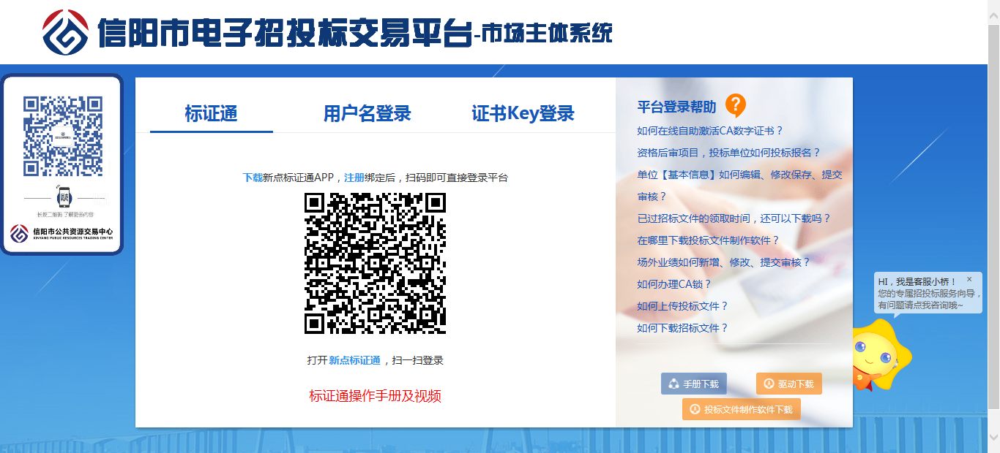 信阳市电子招投标交易平台-市场主体系统
长按二维码 了解更多内容
信阳市公共资源交易中心
XINYANG PUBLIC RESOURCES TRADING CENTER
标证通
用户名登录
证书Key登录
下载新点标证通APP，注册绑定后，扫码即可直接登录平台
打开新点标证通，扫一扫登录
标证通操作手册及视频
平台登录帮助 ?
如何在线自助激活CA数字证书？
资格后审项目，投标单位如何投标报名？
单位【基本信息】如何编辑、修改保存、提交
审核？
已过招标文件的领取时间，还可以下载吗？
在哪里下载投标文件制作软件？
场外业绩如何新增、修改、提交审核？
如何办理CA锁？
如何上传投标文件？
如何下载招标文件？
手册下载
驱动下载
投标文件制作软件下载
HI，我是客服小桥！ ×
您的专属招投标服务向导，
有问题请点我咨询哦~